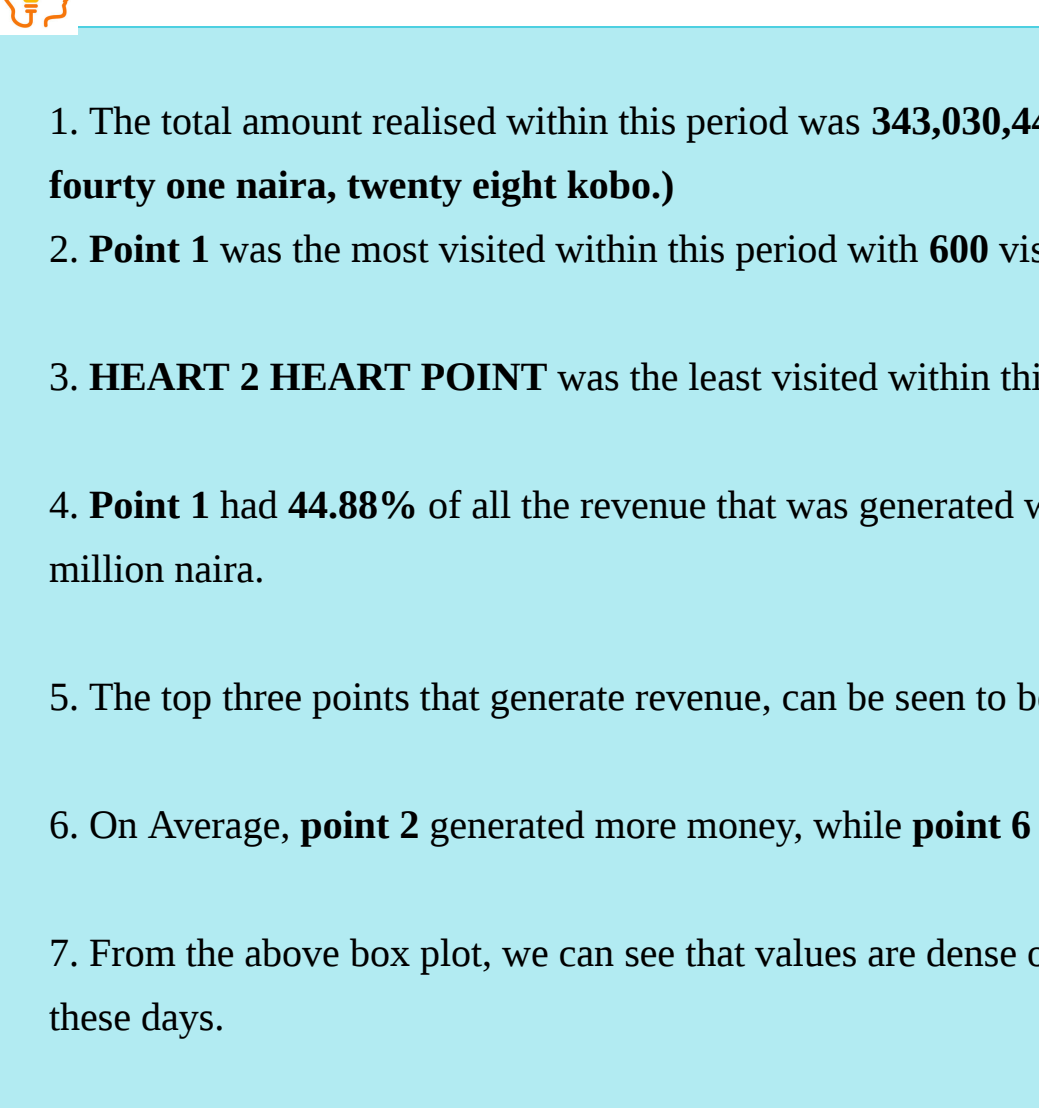 1. The total amount realised within this period was 343,030,44
fourty one naira, twenty eight kobo.)
2. Point 1 was the most visited within this period with 600
3. HEART 2 HEART POINT was the least visited within
4. Point 1 had 44.88% of all the revenue that was generated
million naira.
5. The top three points that generate revenue, can be seen to
6. On Average, point 2 generated more money, while point 6
7. From the above box plot, we can see that values are dense
these days.